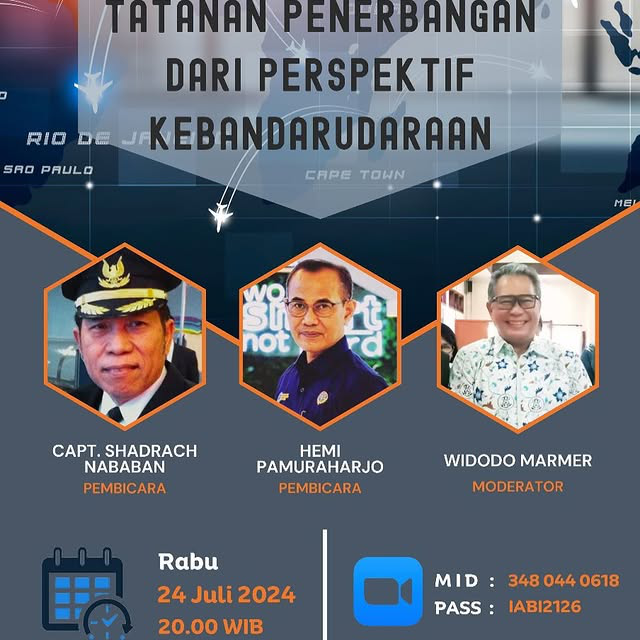 TATANAN PENERBANGAN
DARI PERSPEKTIF
KEBANDARUDARAAN
RIO DE JANEIRO
SAO PAULO
CAPE TOWN
CAPT. SHADRACH
NABABAN
PEMBICARA
HEMI
PAMURAHARJO
PEMBICARA
WIDODO MARMER
MODERATOR
Rabu
24 Juli 2024
20.00 WIB
MID : 348 044 0618
PASS : IABI2126